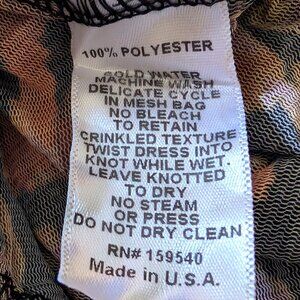 100% POLYESTER
COLD WATER
MACHINE WASH
DELICATE CYCLE
IN MESH BAG
NO BLEACH
TO RETAIN
CRINKLED TEXTURE
TWIST DRESS INTO
KNOT WHILE WET.
LEAVE KNOTTED
TO DRY
NO STEAM
OR PRESS
DO NOT DRY CLEAN
RN# 159540
Made in U.S.A.